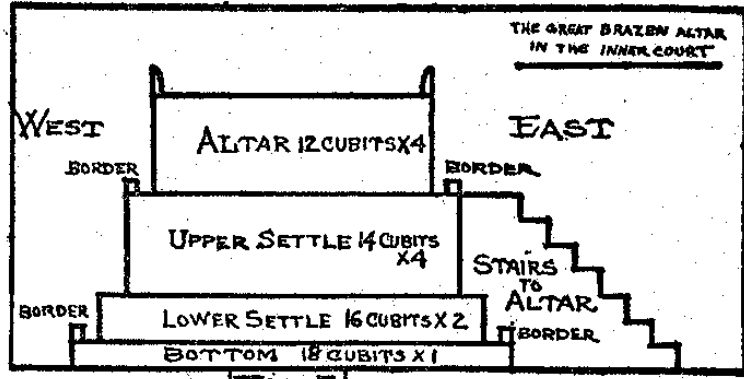 THE GREAT BRAZEN ALTAR
IN THE INNER COURT
WEST
EAST
ALTAR 12 CUBITS X 4
BORDER
BORDER
UPPER SETTLE 14 CUBITS
X4
STAIRS
TO
ALTAR
BORDER
LOWER SETTLE 16 CUBITS X 2
BORDER
BOTTOM 18 CUBITS X 1